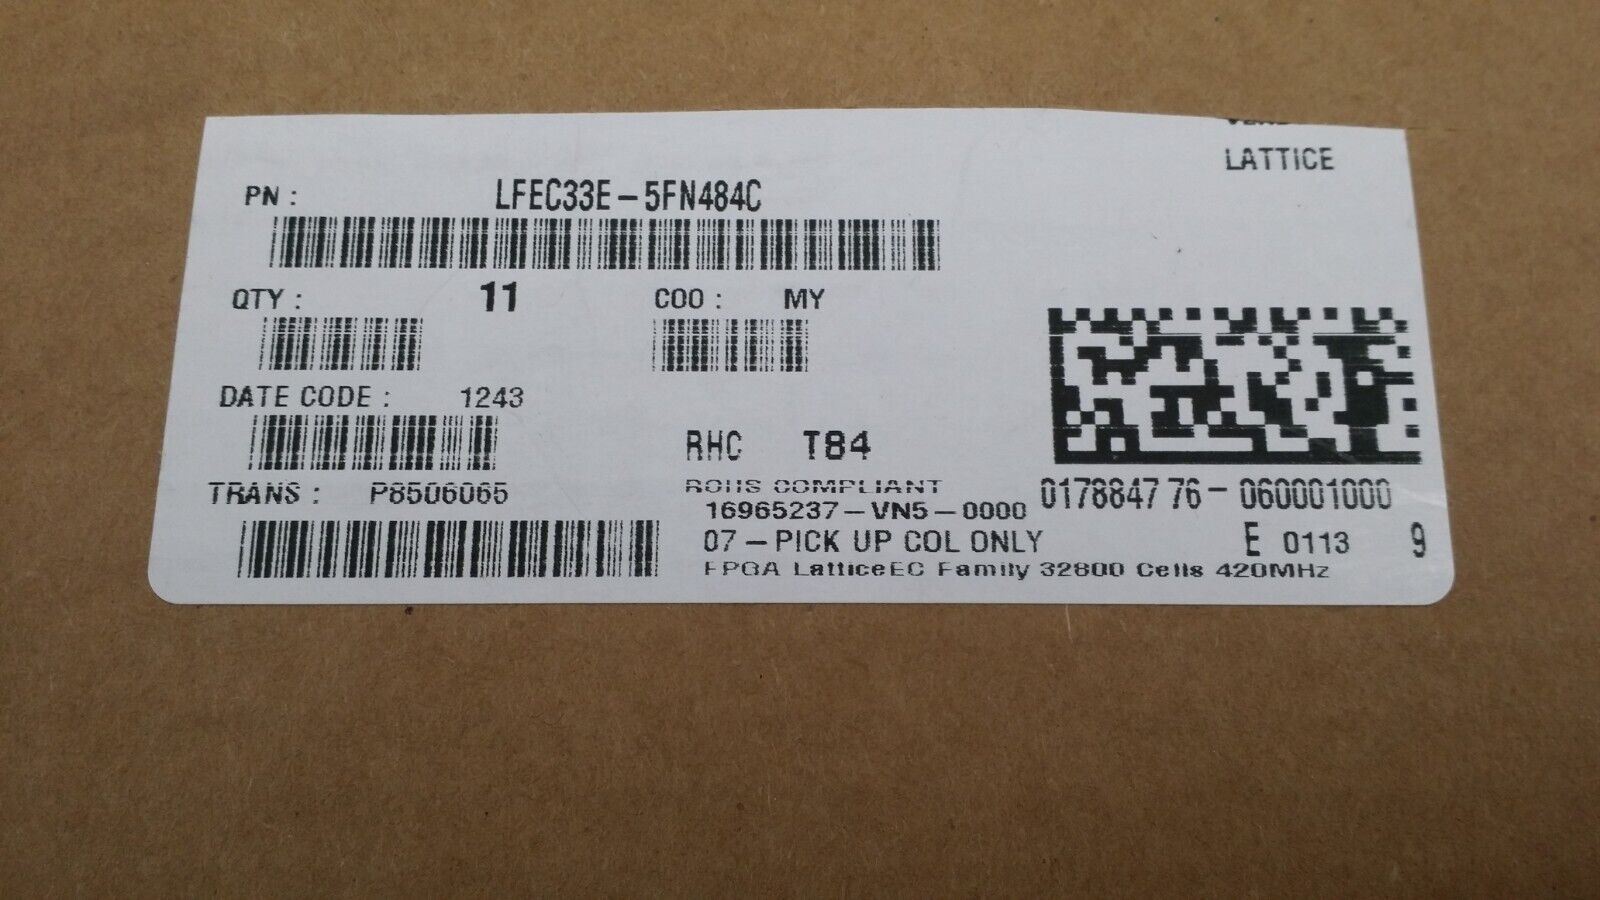 LATTICE
PN : LFEC33E-5FN484C
QTY : 11 COO : MY
DATE CODE : 1243
RHC T84
TRANS : P8506065
ROHS COMPLIANT
017884776-060001000
16965237-VN5-0000
07-PICK UP COL ONLY
E 0113 9
FPGA LatticeEC Family 32800 Cells 420MHz